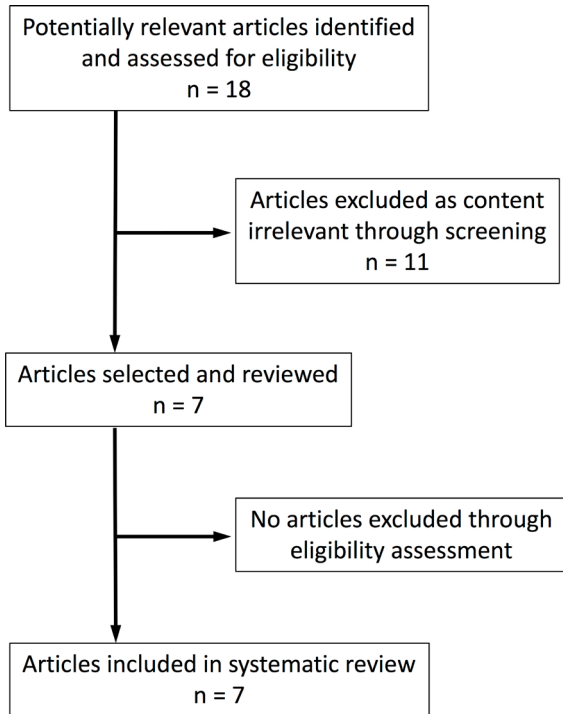 Potentially relevant articles identified
and assessed for eligibility
n = 18
Articles excluded as content
irrelevant through screening
n = 11
Articles selected and reviewed
n = 7
No articles excluded through
eligibility assessment
Articles included in systematic review
n = 7